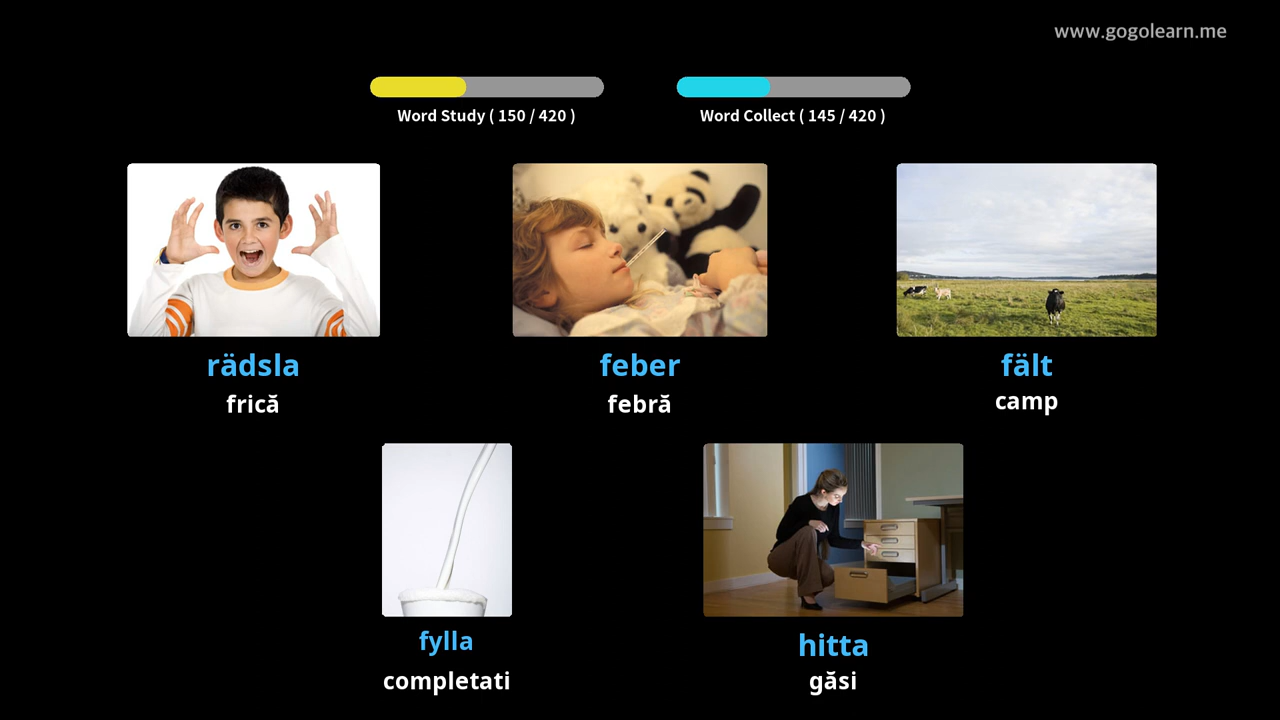 www.gogolearn.me
Word Study ( 150 / 420 )
Word Collect ( 145 / 420 )
rädsla
frică
feber
febră
fält
camp
fylla
completati
hitta
găsi